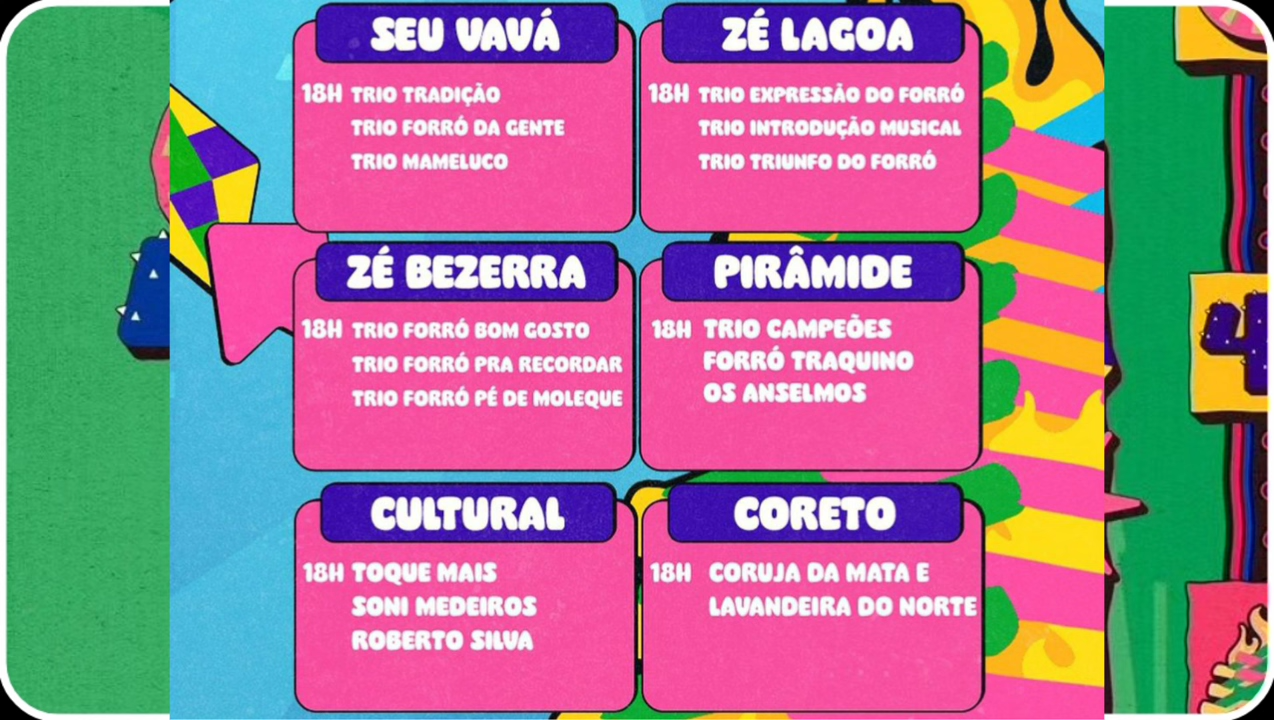 SEU VAVÁ
18H TRIO TRADIÇÃO
TRIO FORRÓ DA GENTE
TRIO MAMELUCO
ZÉ LAGOA
18H TRIO EXPRESSÃO DO FORRÓ
TRIO INTRODUÇÃO MUSICAL
TRIO TRIUNFO DO FORRÓ
ZÉ BEZERRA
18H TRIO FORRÓ BOM GOSTO
TRIO FORRÓ PRA RECORDAR
TRIO FORRÓ PÉ DE MOLEQUE
PIRÂMIDE
18H TRIO CAMPEÕES
FORRÓ TRAQUINO
OS ANSELMOS
CULTURAL
18H TOQUE MAIS
SONI MEDEIROS
ROBERTO SILVA
CORETO
18H CORUJA DA MATA E
LAVANDEIRA DO NORTE
4